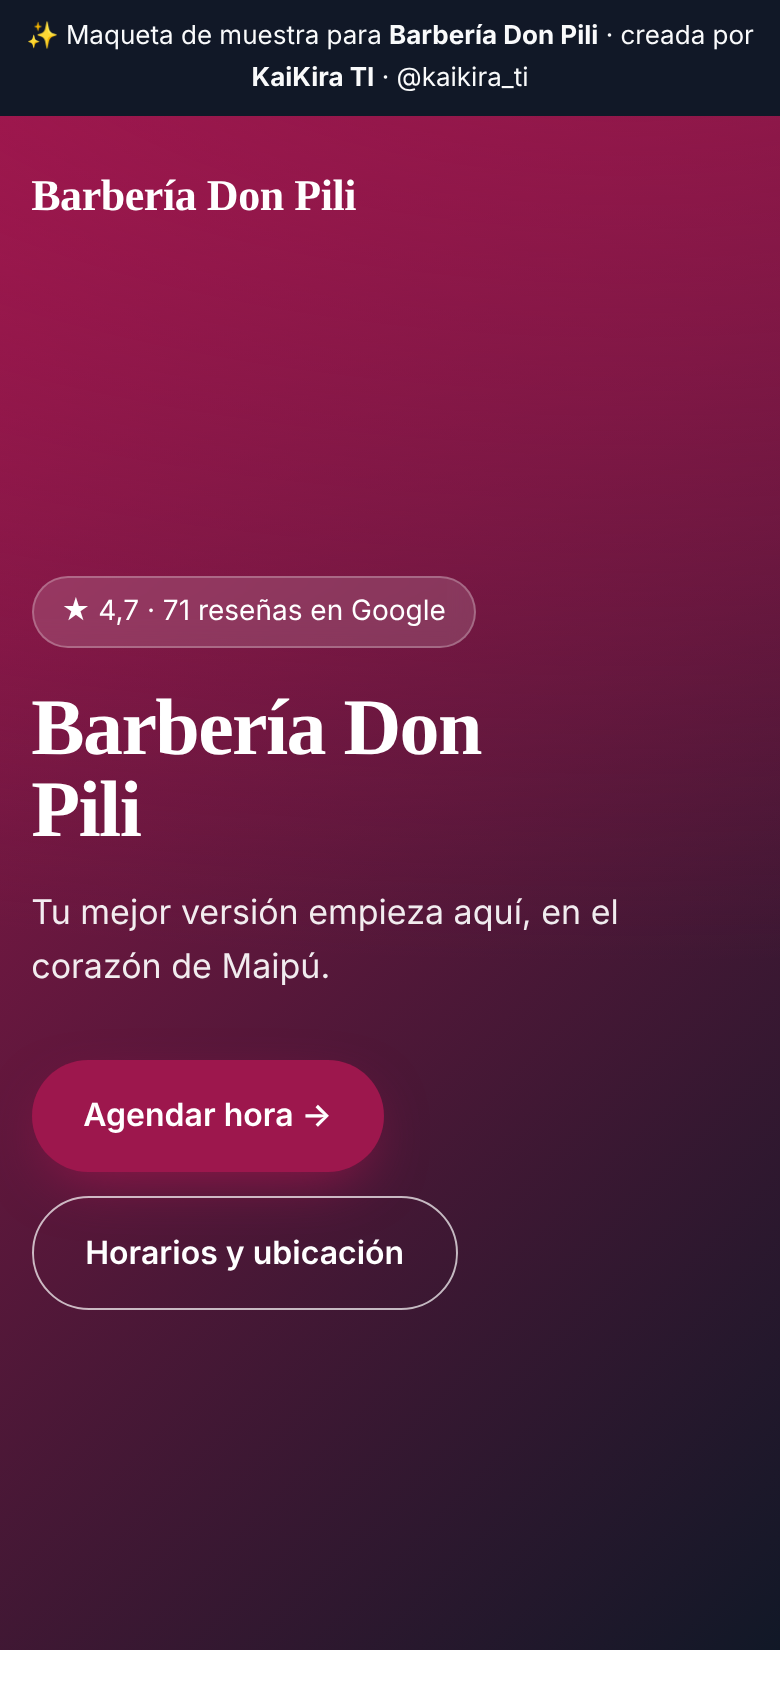 ✨ Maqueta de muestra para Barbería Don Pili · creada por
KaiKira TI · @kaikira_ti
Barbería Don Pili
★ 4,7 · 71 reseñas en Google
Barbería Don
Pili
Tu mejor versión empieza aquí, en el
corazón de Maipú.
Agendar hora →
Horarios y ubicación